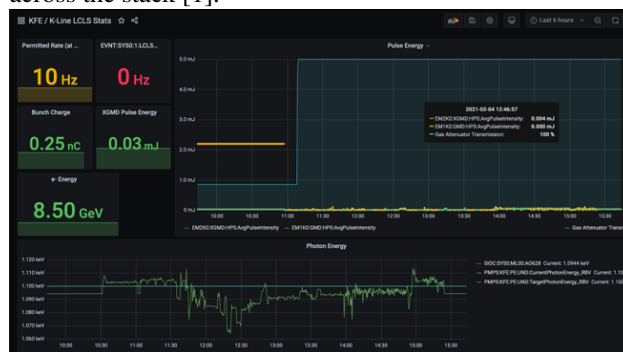 across the stack [1].
KFE / K-Line LCLS Stats
Last 6 hours
Permitted Rate (at ...
10 Hz
EVNT:SYS0:1:LCLS...
0 Hz
Bunch Charge
0.25 nC
XGMD Pulse Energy
0.03 mJ
e- Energy
8.50 GeV
Pulse Energy
5.0 mJ
4.0 mJ
3.0 mJ
2.0 mJ
1.0 mJ
0 mJ
2021-02-04 12:46:57
EM2K0:XGMD:HPS:AvgPulseIntensity: 0.004 mJ
EM1K0:GMD:HPS:AvgPulseIntensity: 0.000 mJ
Gas Attenuator Transmission: 100 %
10:00 10:30 11:00 11:30 12:00 12:30 13:00 13:30 14:00 14:30 15:00 15:30
EM2K0:XGMD:HPS:AvgPulseIntensity EM1K0:GMD:HPS:AvgPulseIntensity Gas Attenuator Trans
Photon Energy
1.120 keV
1.110 keV
1.100 keV
1.090 keV
1.080 keV
1.070 keV
1.060 keV
10:00 10:30 11:00 11:30 12:00 12:30 13:00 13:30 14:00 14:30 15:00 15:30
SIOC:SYS0:ML00:AO628 Current: 1.0944 keV
PMPS:KFE:PE:UND:CurrentPhotonEnergy_RBV Current: 1.10
PMPS:KFE:PE:UND:TargetPhotonEnergy_RBV Current: 1.100